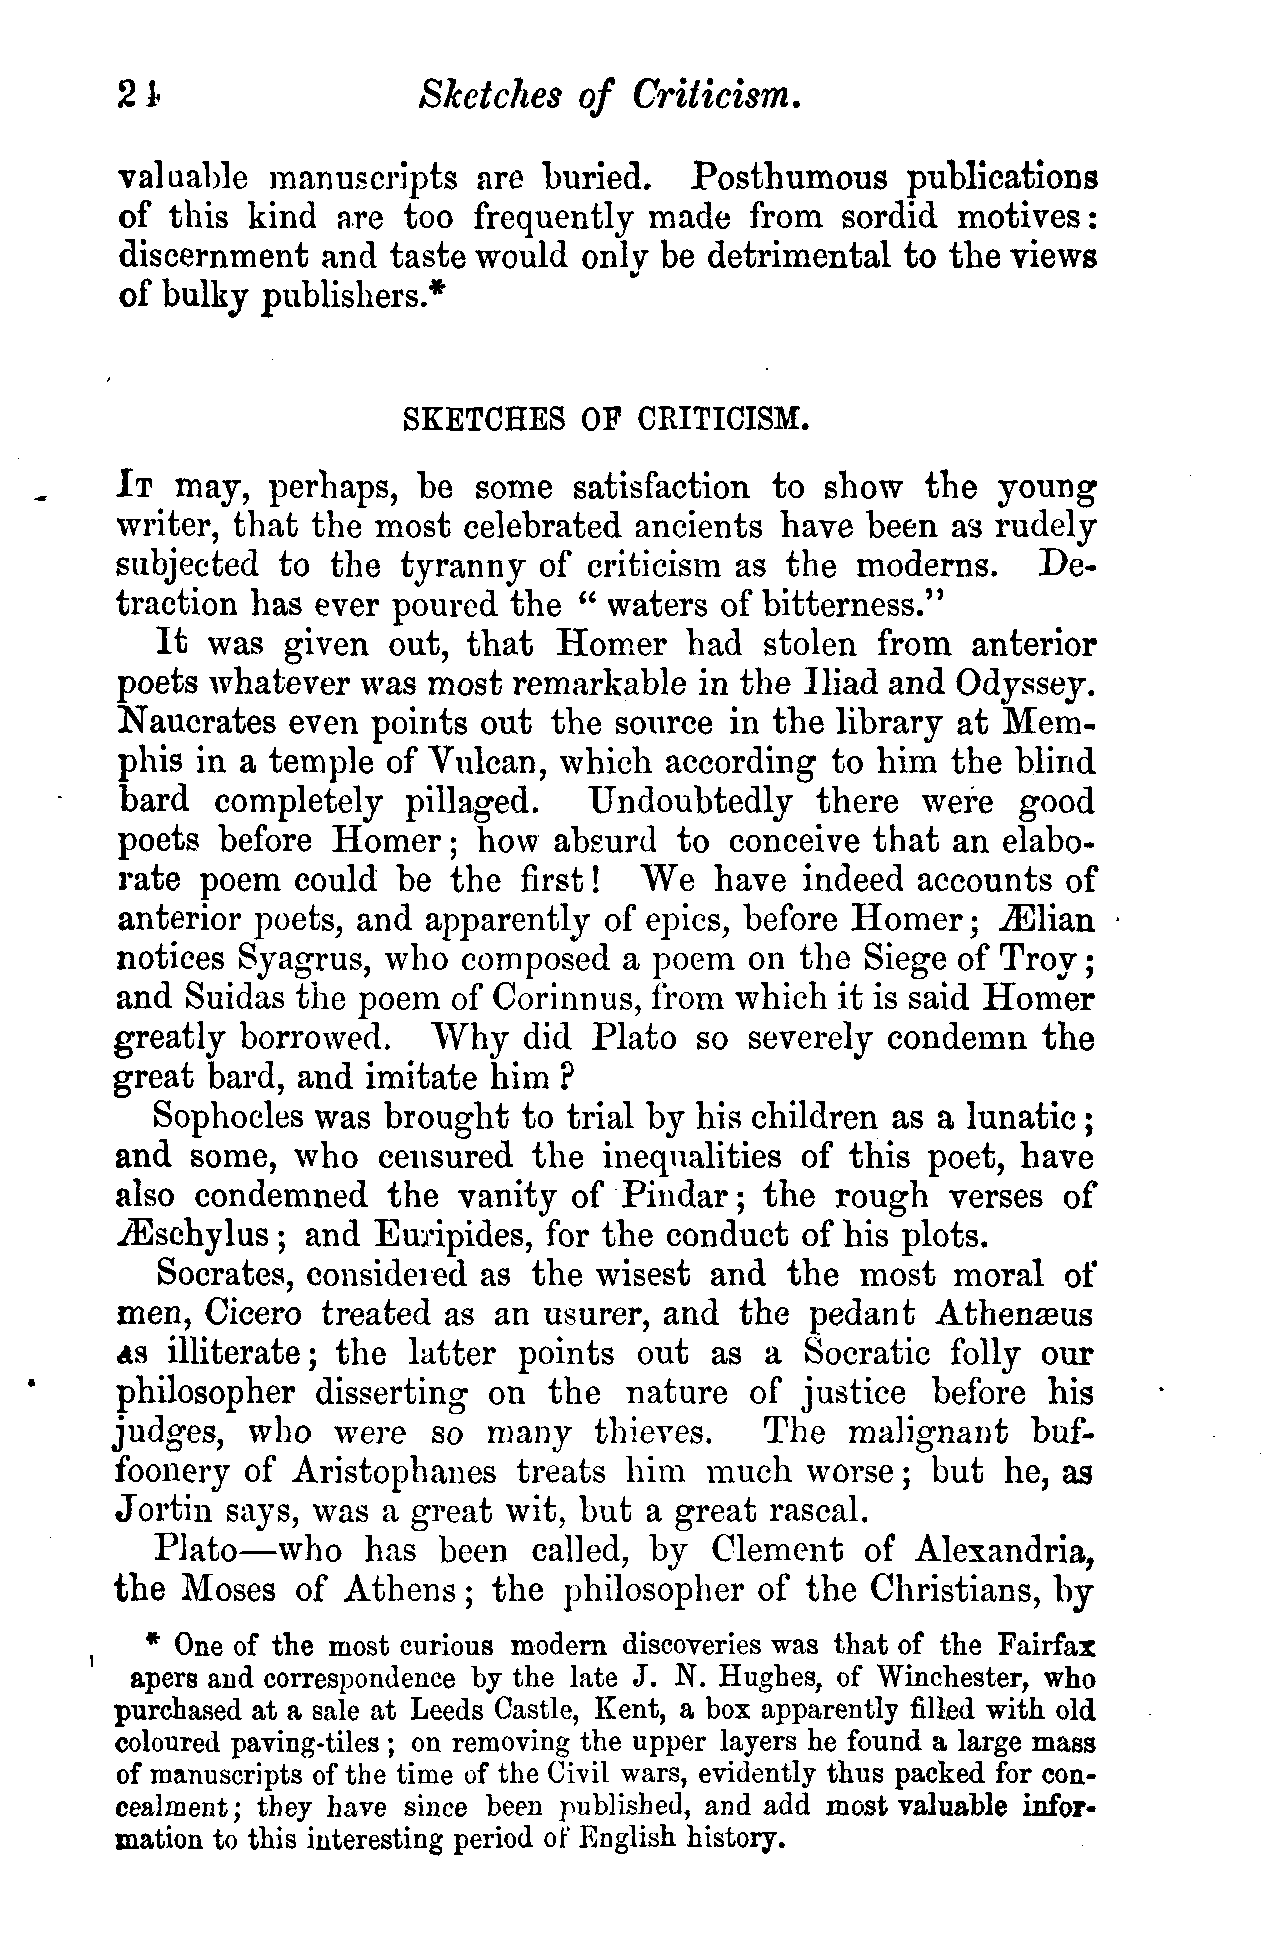 24 Sketches of Criticism.
valuable manuscripts are buried. Posthumous publications
of this kind are too frequently made from sordid motives:
discernment and taste would only be detrimental to the views
of bulky publishers.*
SKETCHES OF CRITICISM.
IT may, perhaps, be some satisfaction to show the young
writer, that the most celebrated ancients have been as rudely
subjected to the tyranny of criticism as the moderns. De-
traction has ever poured the “ waters of bitterness.”
It was given out, that Homer had stolen from anterior
poets whatever was most remarkable in the Iliad and Odyssey.
Naucrates even points out the source in the library at Mem-
phis in a temple of Vulcan, which according to him the blind
bard completely pillaged. Undoubtedly there were good
poets before Homer; how absurd to conceive that an elabo-
rate poem could be the first! We have indeed accounts of
anterior poets, and apparently of epics, before Homer; Ælian
notices Syagrus, who composed a poem on the Siege of Troy;
and Suidas the poem of Corinnus, from which it is said Homer
greatly borrowed. Why did Plato so severely condemn the
great bard, and imitate him ?
Sophocles was brought to trial by his children as a lunatic;
and some, who censured the inequalities of this poet, have
also condemned the vanity of Pindar; the rough verses of
Æschylus; and Euripides, for the conduct of his plots.
Socrates, considered as the wisest and the most moral of
men, Cicero treated as an usurer, and the pedant Athenæus
as illiterate; the latter points out as a Socratic folly our
philosopher disserting on the nature of justice before his
judges, who were so many thieves. The malignant buf-
foonery of Aristophanes treats him much worse; but he, as
Jortin says, was a great wit, but a great rascal.
Plato—who has been called, by Clement of Alexandria,
the Moses of Athens; the philosopher of the Christians, by
* One of the most curious modern discoveries was that of the Fairfax
apers and correspondence by the late J. N. Hughes, of Winchester, who
purchased at a sale at Leeds Castle, Kent, a box apparently filled with old
coloured paving-tiles; on removing the upper layers he found a large mass
of manuscripts of the time of the Civil wars, evidently thus packed for con-
cealment; they have since been published, and add most valuable infor-
mation to this interesting period of English history.